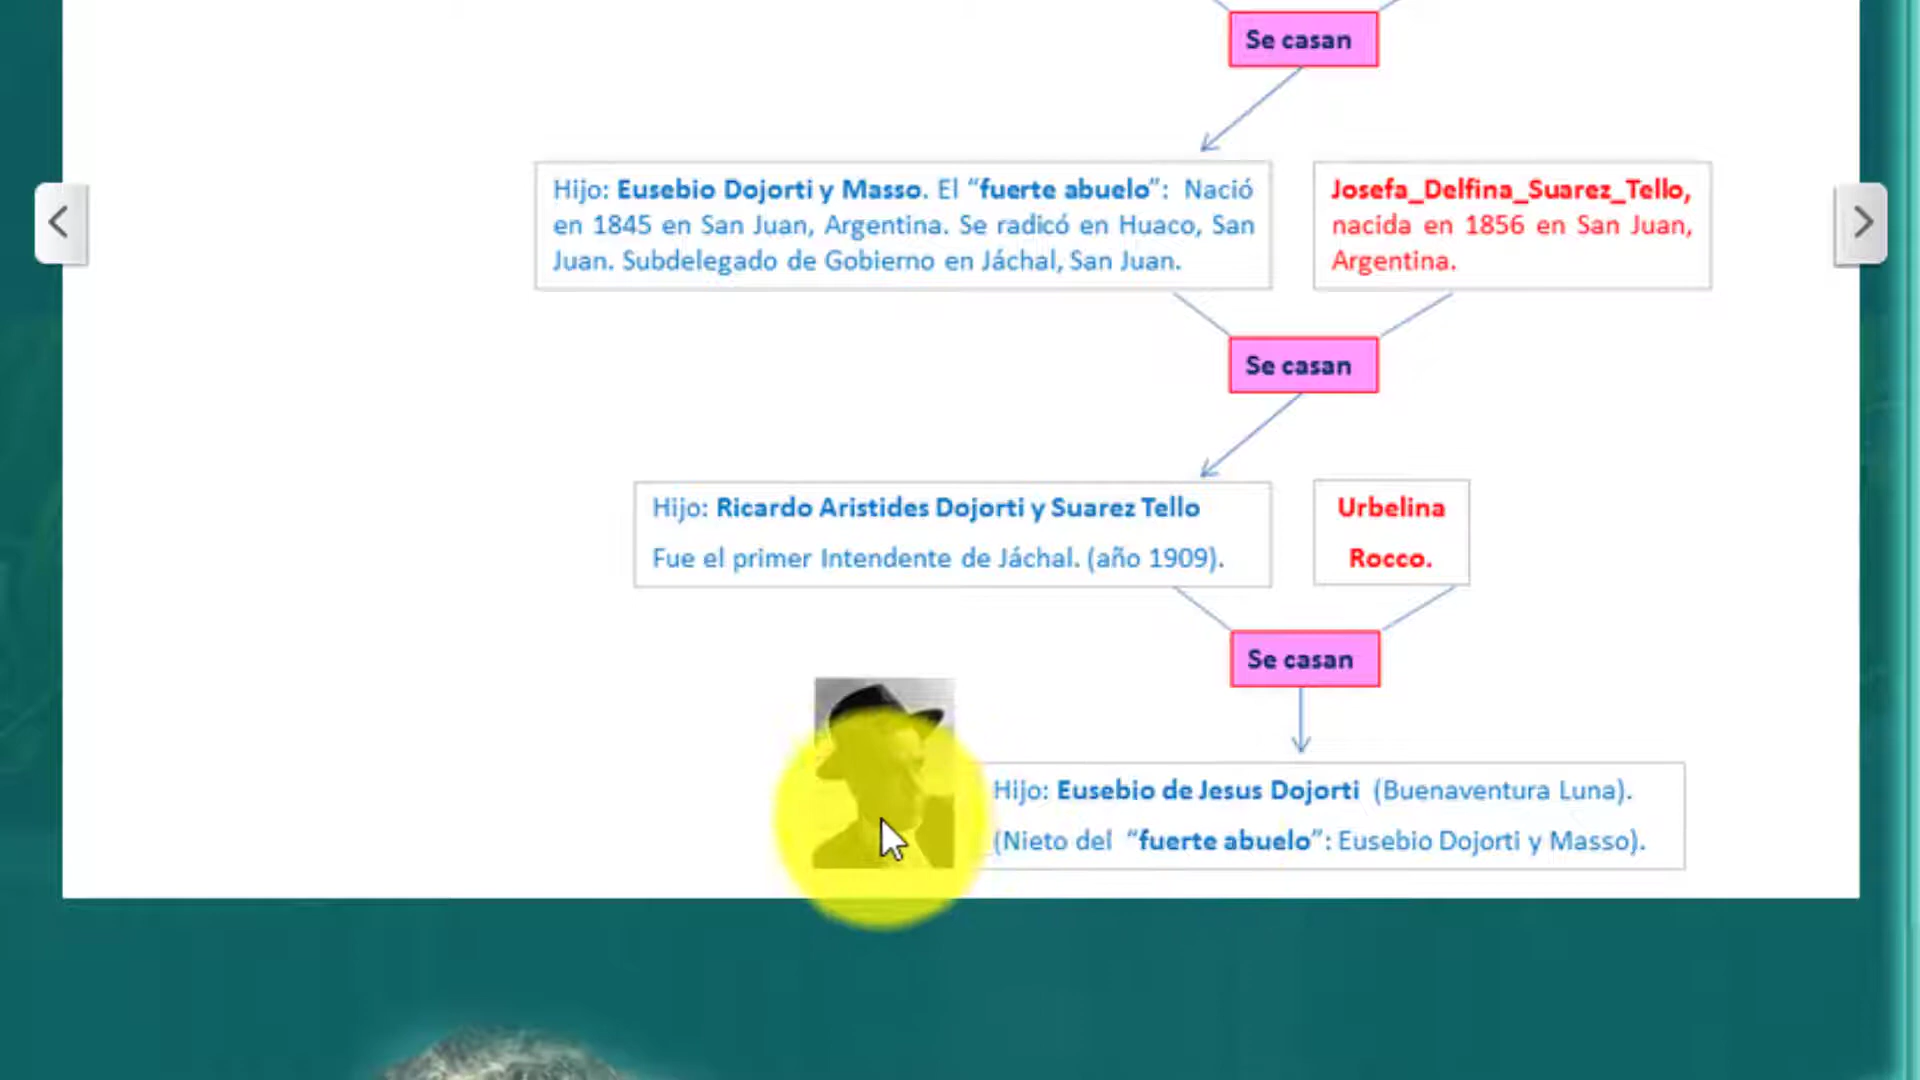 Se casan
Hijo: Eusebio Dojorti y Masso. El “fuerte abuelo”: Nació
en 1845 en San Juan, Argentina. Se radicó en Huaco, San
Juan. Subdelegado de Gobierno en Jáchal, San Juan.
Josefa_Delfina_Suarez_Tello,
nacida en 1856 en San Juan,
Argentina.
Se casan
Hijo: Ricardo Aristides Dojorti y Suarez Tello
Fue el primer Intendente de Jáchal. (año 1909).
Urbelina
Rocco.
Se casan
Hijo: Eusebio de Jesus Dojorti (Buenaventura Luna).
(Nieto del “fuerte abuelo”: Eusebio Dojorti y Masso).